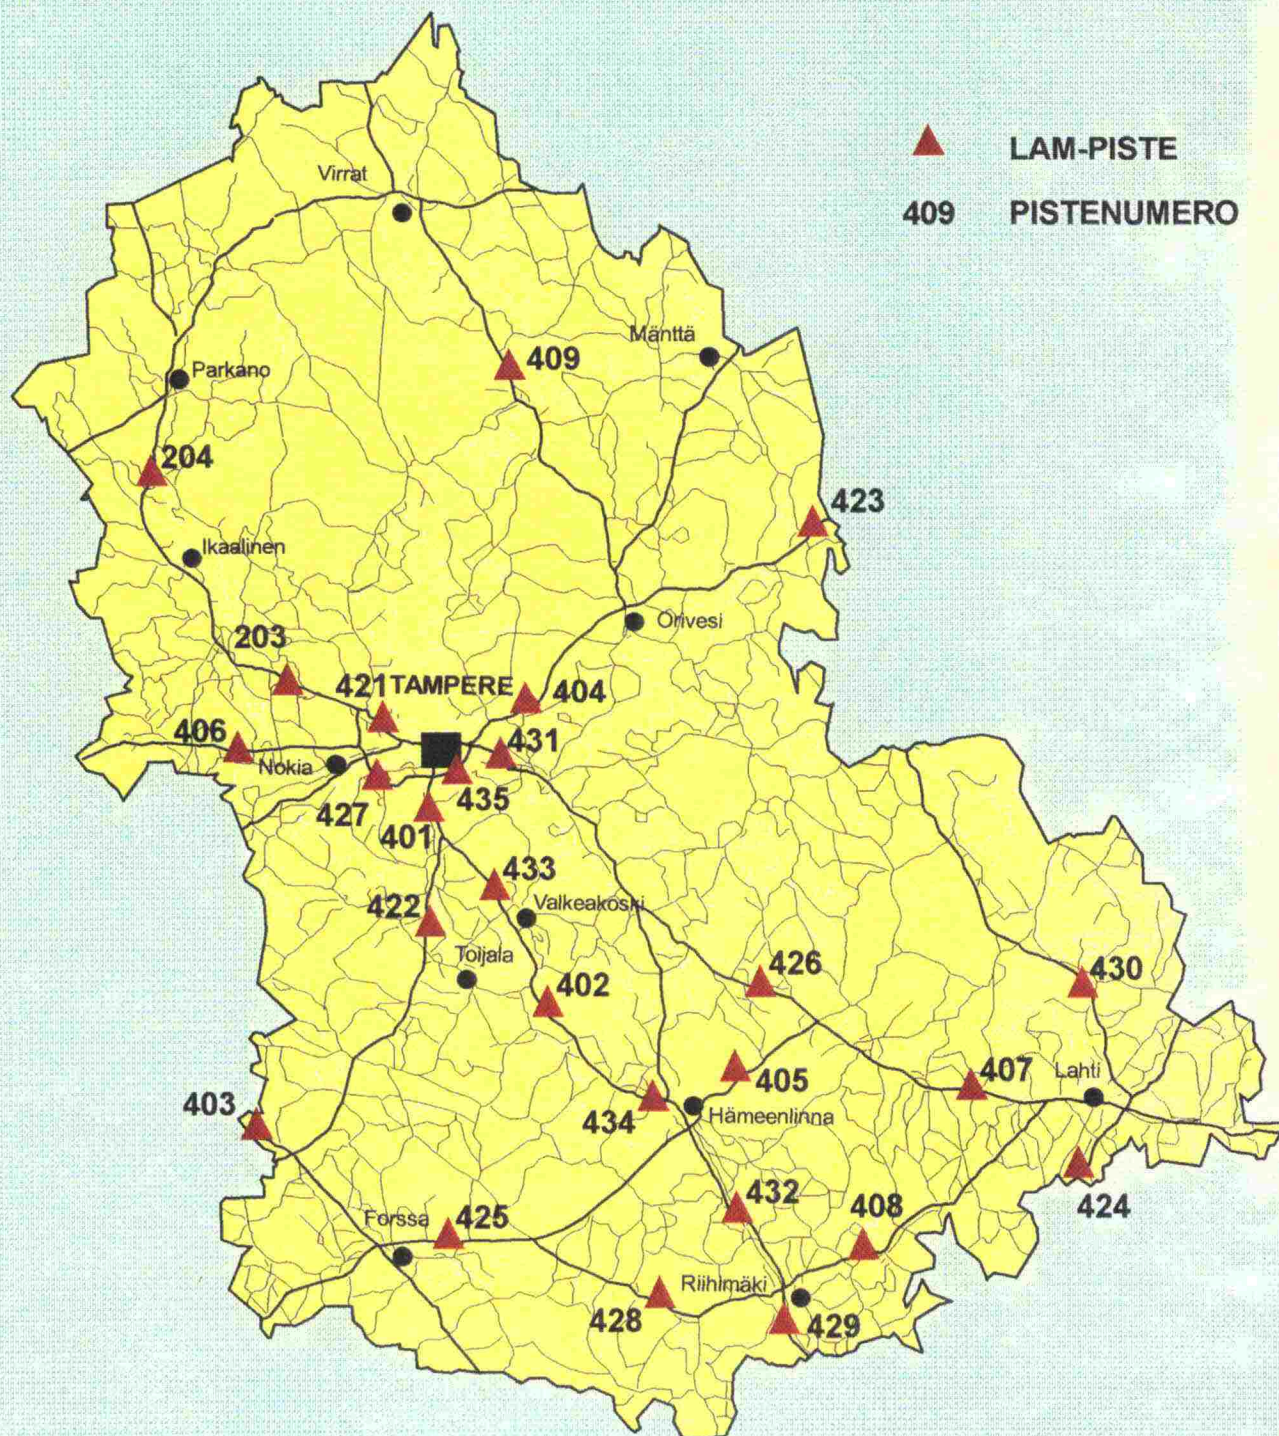 LAM-PISTE
409 PISTENUMERO
Virrat
Mänttä
409
Parkano
204
423
Ikaalinen
Orivesi
203
421 TAMPERE
404
406
431
Nokia
427
435
401
433
422
Valkeakoski
Toijala
426
430
402
405
407
Lahti
403
434
Hämeenlinna
432
408
424
Forssa
425
Riihimäki
428
429